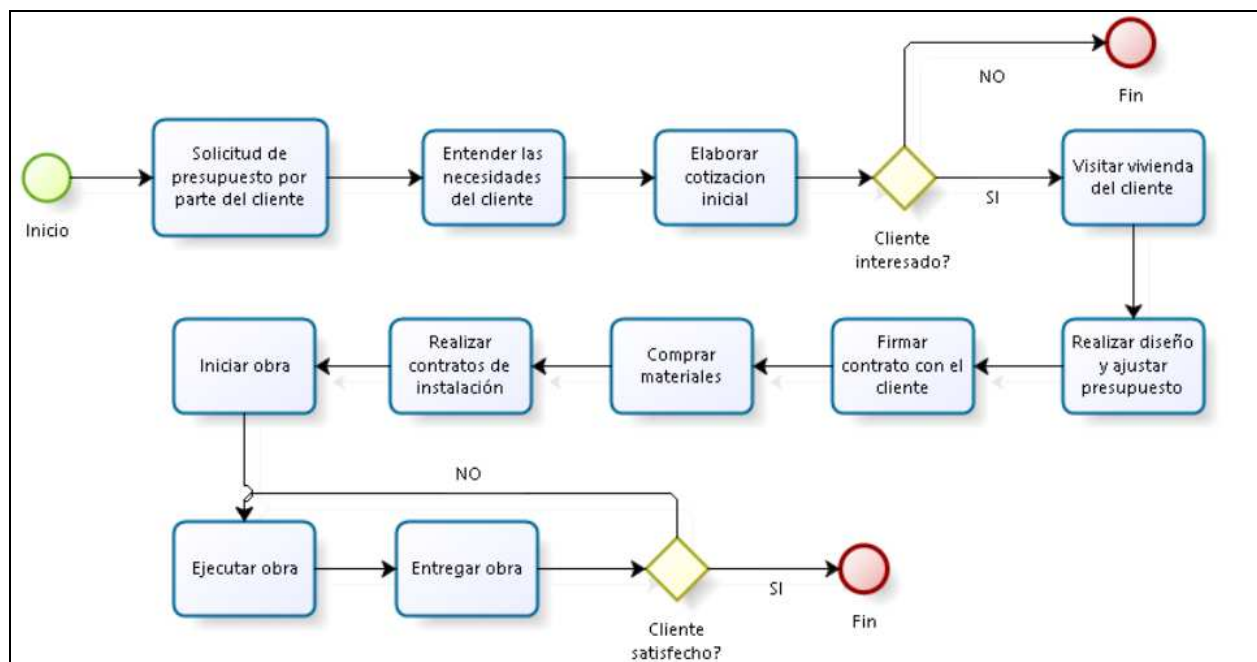 Inicio
Solicitud de
presupuesto por
parte del cliente
Entender las
necesidades
del cliente
Elaborar
cotizacion
inicial
Cliente
interesado?
NO
Fin
SI
Visitar vivienda
del cliente
Realizar diseño
y ajustar
presupuesto
Firmar
contrato con el
cliente
Comprar
materiales
Realizar
contratos de
instalación
Iniciar obra
NO
Ejecutar obra
Entregar obra
Cliente
satisfecho?
SI
Fin